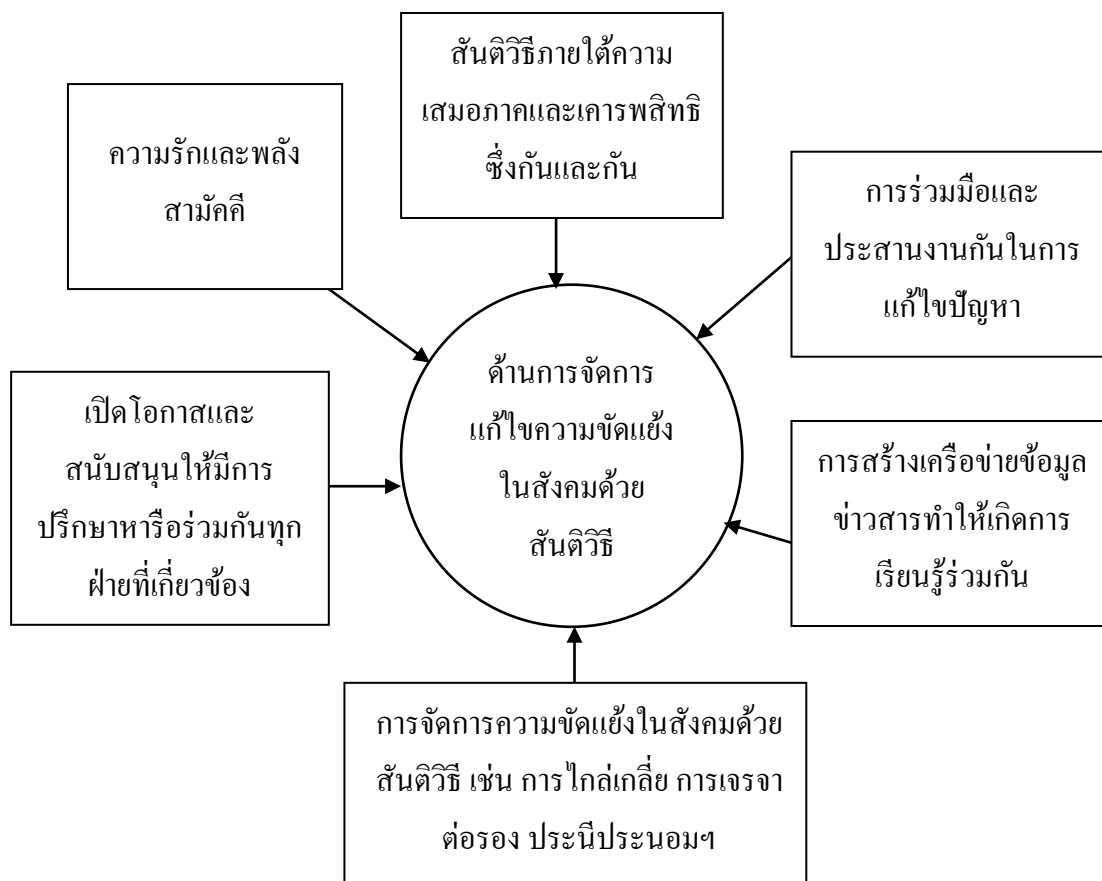 สันติวิธีภายใต้ความ
เสมอภาคและเคารพสิทธิ
ซึ่งกันและกัน
ความรักและพลัง
สามัคคี
การร่วมมือและ
ประสานงานกันในการ
แก้ไขปัญหา
ด้านการจัดการ
แก้ไขความขัดแย้ง
ในสังคมด้วย
สันติวิธี
เปิดโอกาสและ
สนับสนุนให้มีการ
ปรึกษาหารือร่วมกันทุก
ฝ่ายที่เกี่ยวข้อง
การสร้างเครือข่ายข้อมูล
ข่าวสารทำให้เกิดการ
เรียนรู้ร่วมกัน
การจัดการความขัดแย้งในสังคมด้วย
สันติวิธี เช่น การไกล่เกลี่ย การเจรจา
ต่อรอง ประนีประนอมฯ